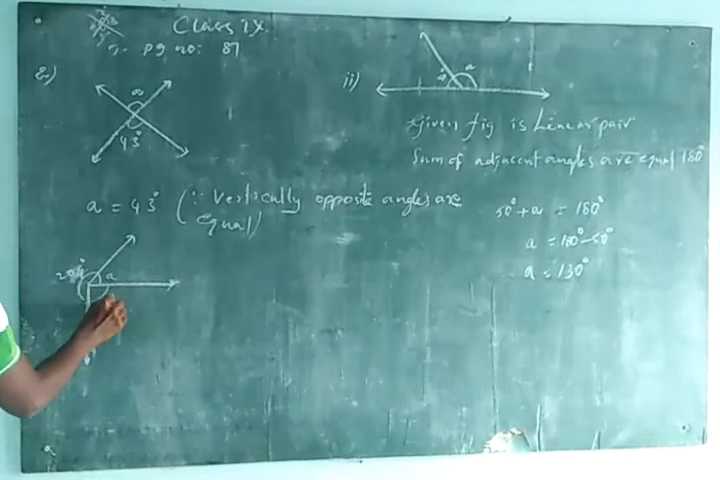 Class IX
pg no: 81
a
43°
a = 43° (∵ Vertically opposite angles are
equal)
a
ii)
a
Given fig is Linear pair
Sum of adjacent angles are equal 180°
50° + a = 180°
a = 180° - 50°
a = 130°